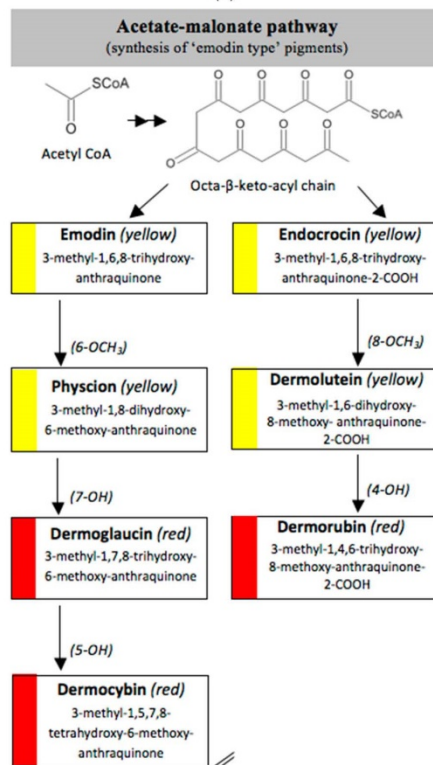 Acetate-malonate pathway
(synthesis of 'emodin type' pigments)
SCoA
O
Acetyl CoA
O O O O
SCoA
O O O O
Octa-β-keto-acyl chain
Emodin (yellow)
3-methyl-1,6,8-trihydroxy-
anthraquinone
Endocrocin (yellow)
3-methyl-1,6,8-trihydroxy-
anthraquinone-2-COOH
(6-OCH₃)
(8-OCH₃)
Physcion (yellow)
3-methyl-1,8-dihydroxy-
6-methoxy-anthraquinone
Dermolutein (yellow)
3-methyl-1,6-dihydroxy-
8-methoxy- anthraquinone-
2-COOH
(7-OH)
(4-OH)
Dermoglaucin (red)
3-methyl-1,7,8-trihydroxy-
6-methoxy-anthraquinone
Dermorubin (red)
3-methyl-1,4,6-trihydroxy-
8-methoxy-anthraquinone-
2-COOH
(5-OH)
Dermocybin (red)
3-methyl-1,5,7,8-
tetrahydroxy-6-methoxy-
anthraquinone